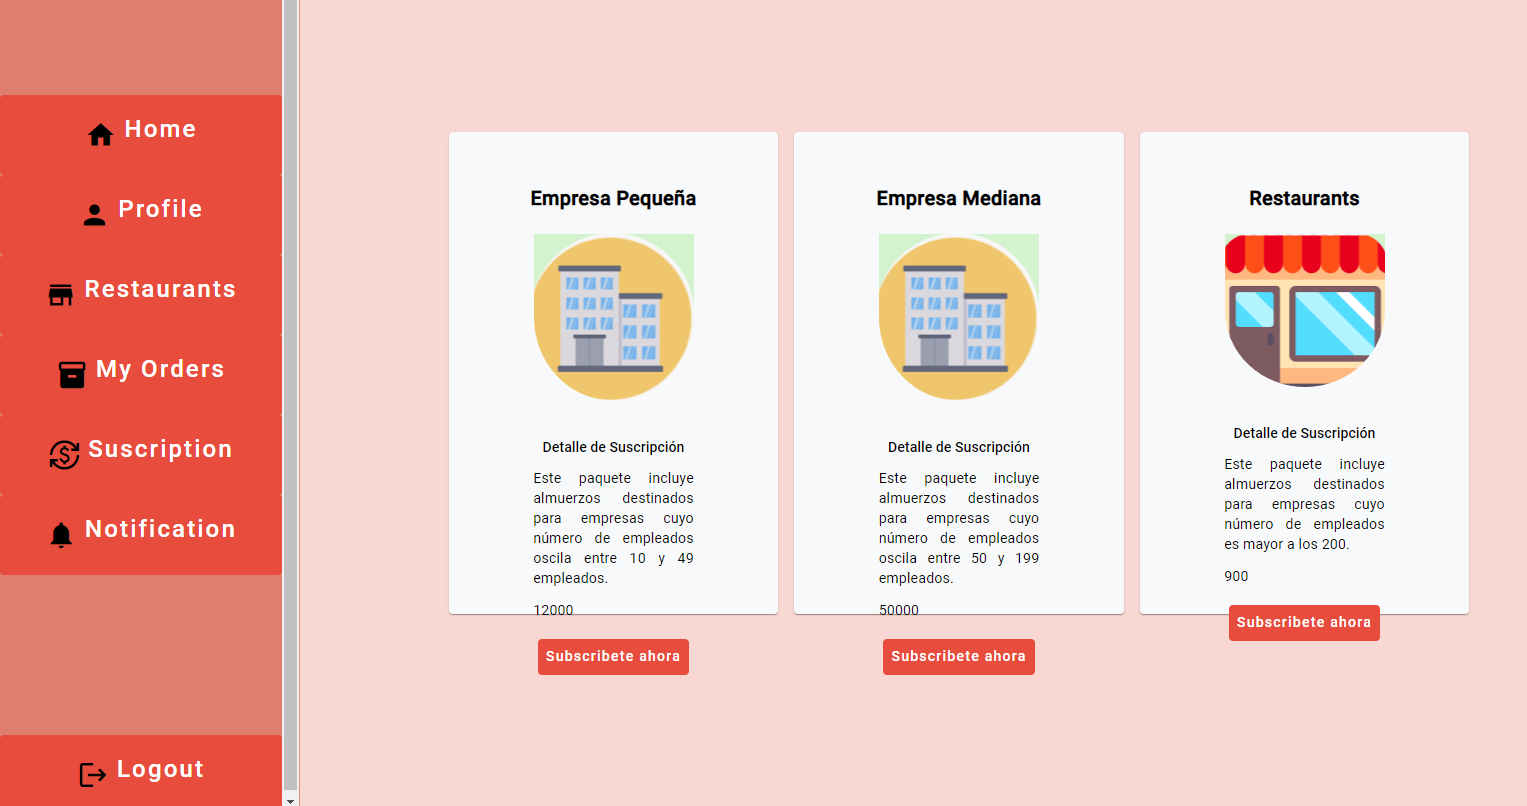 Home
Profile
Restaurants
My Orders
Suscription
Notification
Logout
Empresa Pequeña
Detalle de Suscripción
Este paquete incluye
almuerzos destinados
para empresas cuyo
número de empleados
oscila entre 10 y 49
empleados.
12000
Subscribete ahora
Empresa Mediana
Detalle de Suscripción
Este paquete incluye
almuerzos destinados
para empresas cuyo
número de empleados
oscila entre 50 y 199
empleados.
50000
Subscribete ahora
Restaurants
Detalle de Suscripción
Este paquete incluye
almuerzos destinados
para empresas cuyo
número de empleados
es mayor a los 200.
900
Subscribete ahora